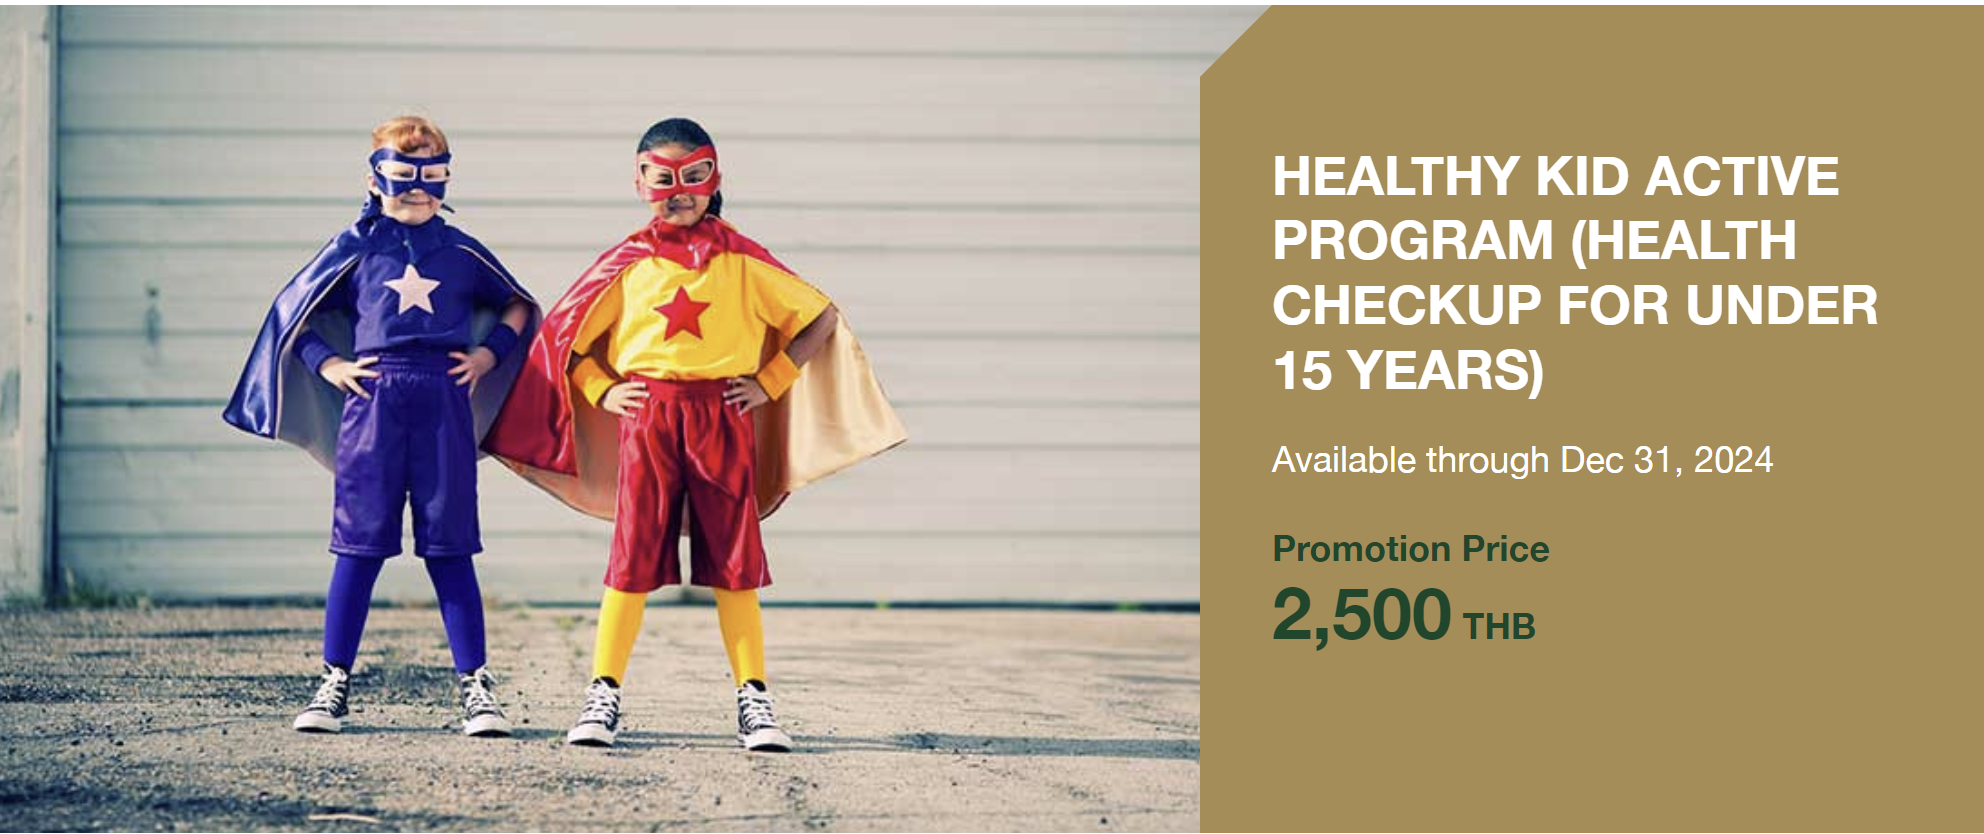 HEALTHY KID ACTIVE
PROGRAM (HEALTH
CHECKUP FOR UNDER
15 YEARS)
Available through Dec 31, 2024
Promotion Price
2,500 THB